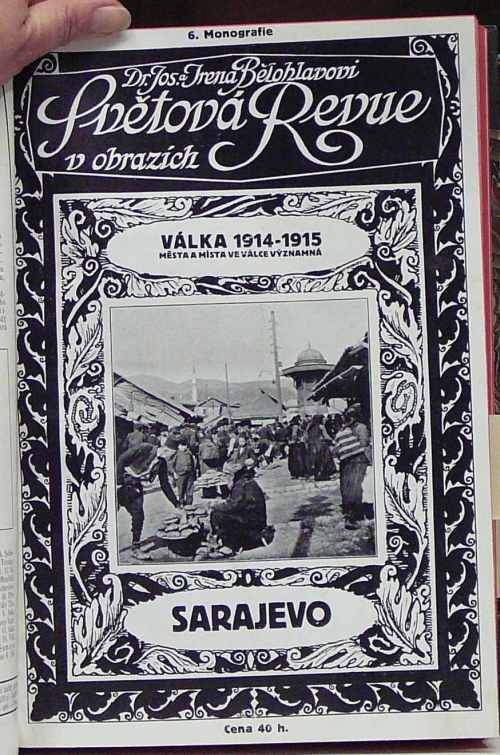 6. Monografie
Dr. Jos. a Irena Bělohlavovi
Světová Revue
v obrazích
VÁLKA 1914-1915
MĚSTA A MÍSTA VE VÁLCE VÝZNAMNÁ
SARAJEVO
Cena 40 h.